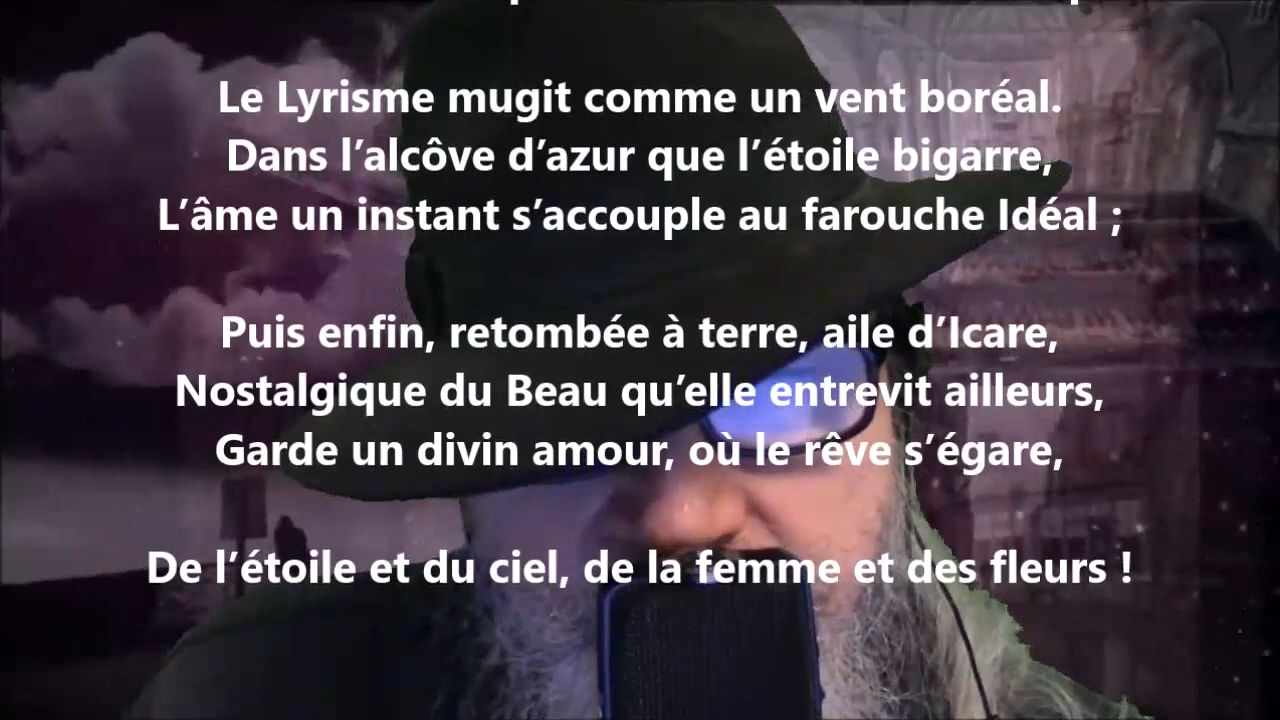 Le Lyrisme mugit comme un vent boréal.
Dans l’alcôve d’azur que l’étoile bigarre,
L’âme un instant s’accouple au farouche Idéal ;
Puis enfin, retombée à terre, aile d’Icare,
Nostalgique du Beau qu’elle entrevit ailleurs,
Garde un divin amour, où le rêve s’égare,
De l’étoile et du ciel, de la femme et des fleurs !